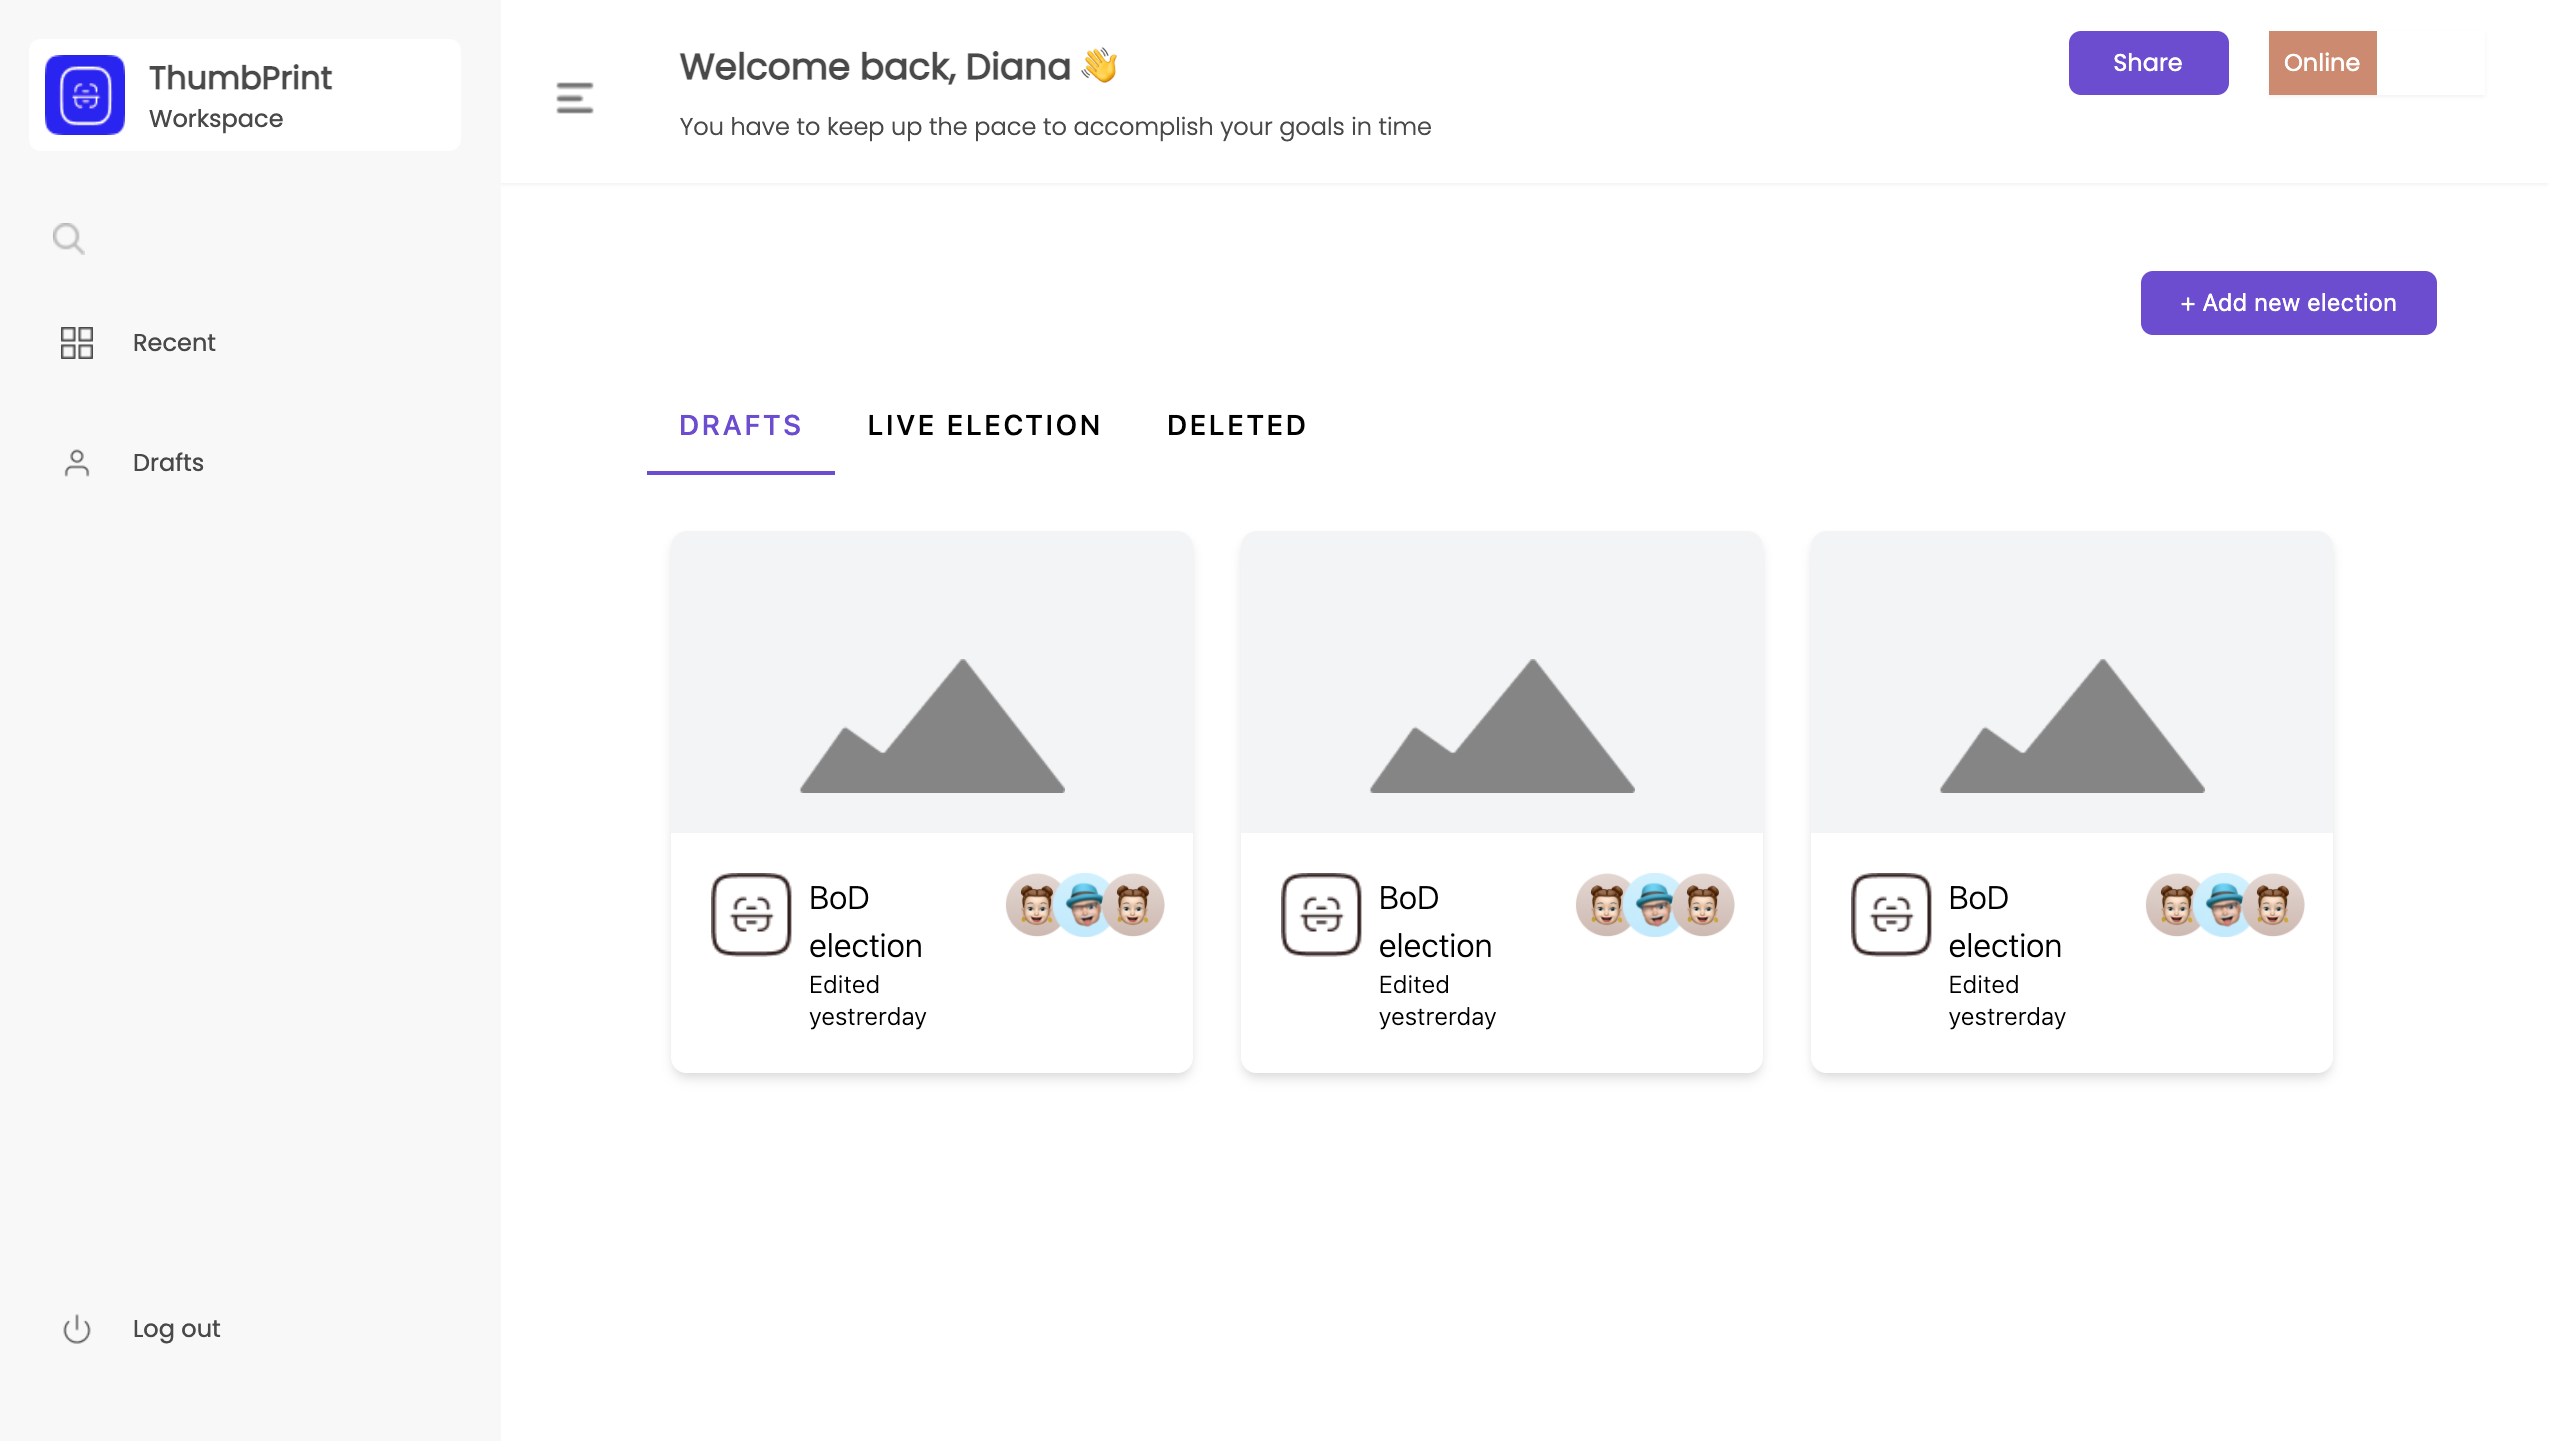 ThumbPrint
Workspace
Recent
Drafts
Log out
Welcome back, Diana 👋
You have to keep up the pace to accomplish your goals in time
Share
Online
+ Add new election
DRAFTS
LIVE ELECTION
DELETED
BoD
election
Edited
yestrerday
BoD
election
Edited
yestrerday
BoD
election
Edited
yestrerday